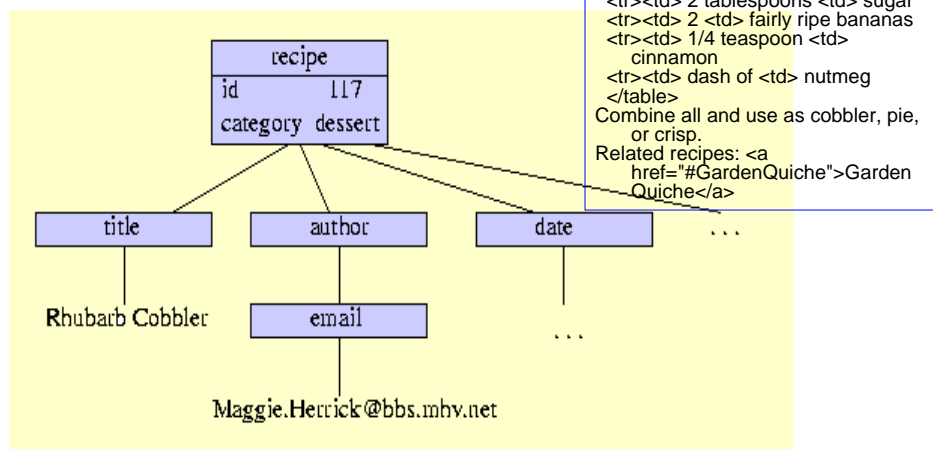 <tr><td> 2 tablespoons <td> sugar
<tr><td> 2 <td> fairly ripe bananas
<tr><td> 1/4 teaspoon <td>
cinnamon
<tr><td> dash of <td> nutmeg
</table>
Combine all and use as cobbler, pie,
or crisp.
Related recipes: <a
href="#GardenQuiche">Garden
Quiche</a>
recipe
id 117
category dessert
title author date . . .
Rhubarb Cobbler email . . .
Maggie.Herrick@bbs.mhv.net